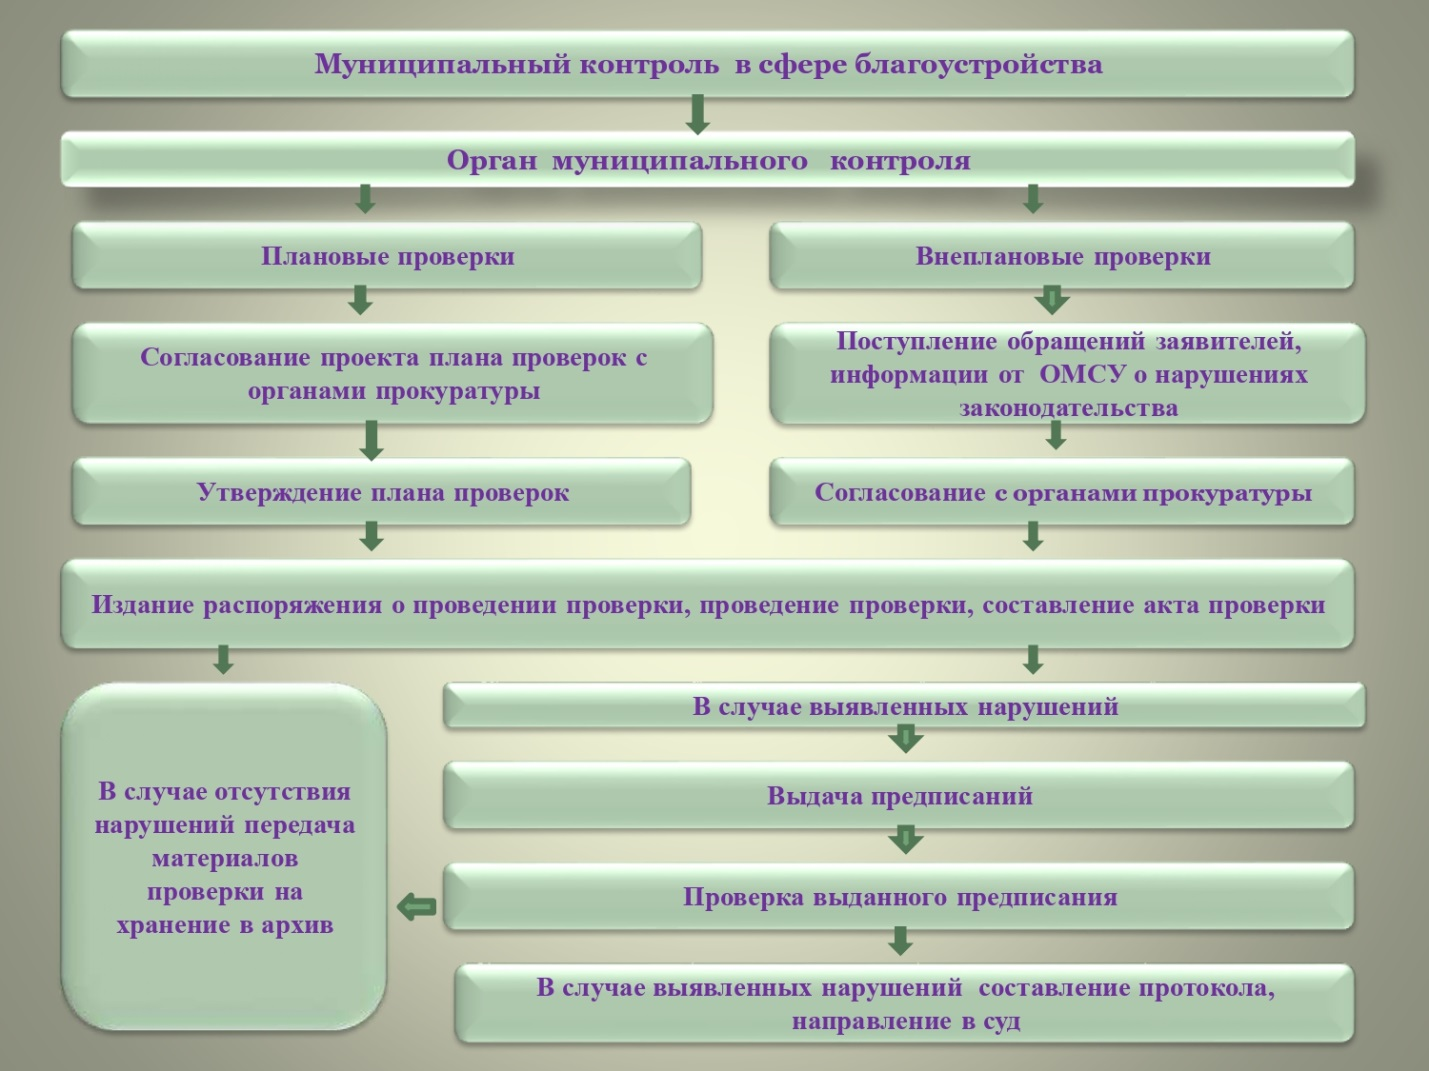 Муниципальный контроль в сфере благоустройства
Орган муниципального контроля
Плановые проверки
Внеплановые проверки
Согласование проекта плана проверок с
органами прокуратуры
Поступление обращений заявителей,
информации от ОМСУ о нарушениях
законодательства
Утверждение плана проверок
Согласование с органами прокуратуры
Издание распоряжения о проведении проверки, проведение проверки, составление акта проверки
В случае отсутствия
нарушений передача
материалов
проверки на
хранение в архив
В случае выявленных нарушений
Выдача предписаний
Проверка выданного предписания
В случае выявленных нарушений составление протокола,
направление в суд